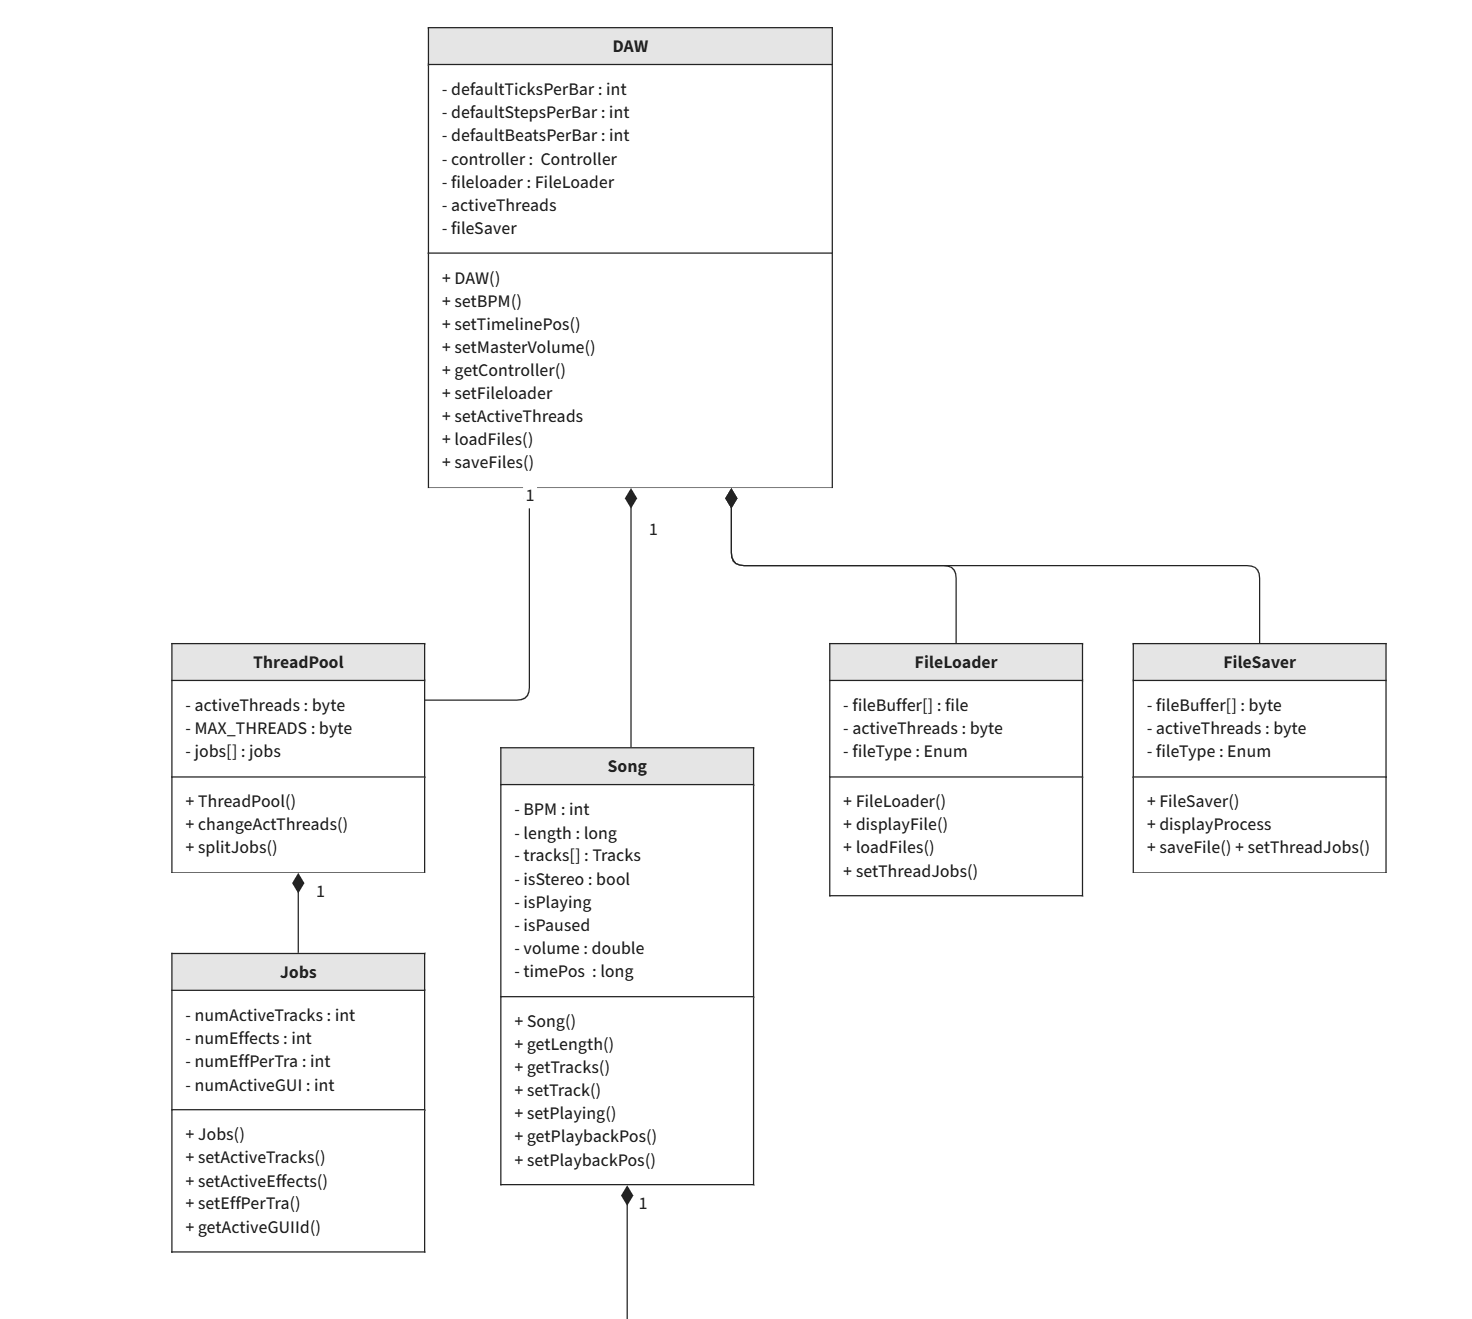 DAW
- defaultTicksPerBar : int
- defaultStepsPerBar : int
- defaultBeatsPerBar : int
- controller :  Controller
- fileloader : FileLoader
- activeThreads
- fileSaver
+ DAW()
+ setBPM()
+ setTimelinePos()
+ setMasterVolume()
+ getController()
+ setFileloader
+ setActiveThreads
+ loadFiles()
+ saveFiles()
1
1
ThreadPool
- activeThreads : byte
- MAX_THREADS : byte
- jobs[] : jobs
+ ThreadPool()
+ changeActThreads()
+ splitJobs()
1
Jobs
- numActiveTracks : int
- numEffects : int
- numEffPerTra : int
- numActiveGUI : int
+ Jobs()
+ setActiveTracks()
+ setActiveEffects()
+ setEffPerTra()
+ getActiveGUIId()
Song
- BPM : int
- length : long
- tracks[] : Tracks
- isStereo : bool
- isPlaying
- isPaused
- volume : double
- timePos  : long
+ Song()
+ getLength()
+ getTracks()
+ setTrack()
+ setPlaying()
+ getPlaybackPos()
+ setPlaybackPos()
1
FileLoader
- fileBuffer[] : file
- activeThreads : byte
- fileType : Enum
+ FileLoader()
+ displayFile()
+ loadFiles()
+ setThreadJobs()
FileSaver
- fileBuffer[] : byte
- activeThreads : byte
- fileType : Enum
+ FileSaver()
+ displayProcess
+ saveFile() + setThreadJobs()